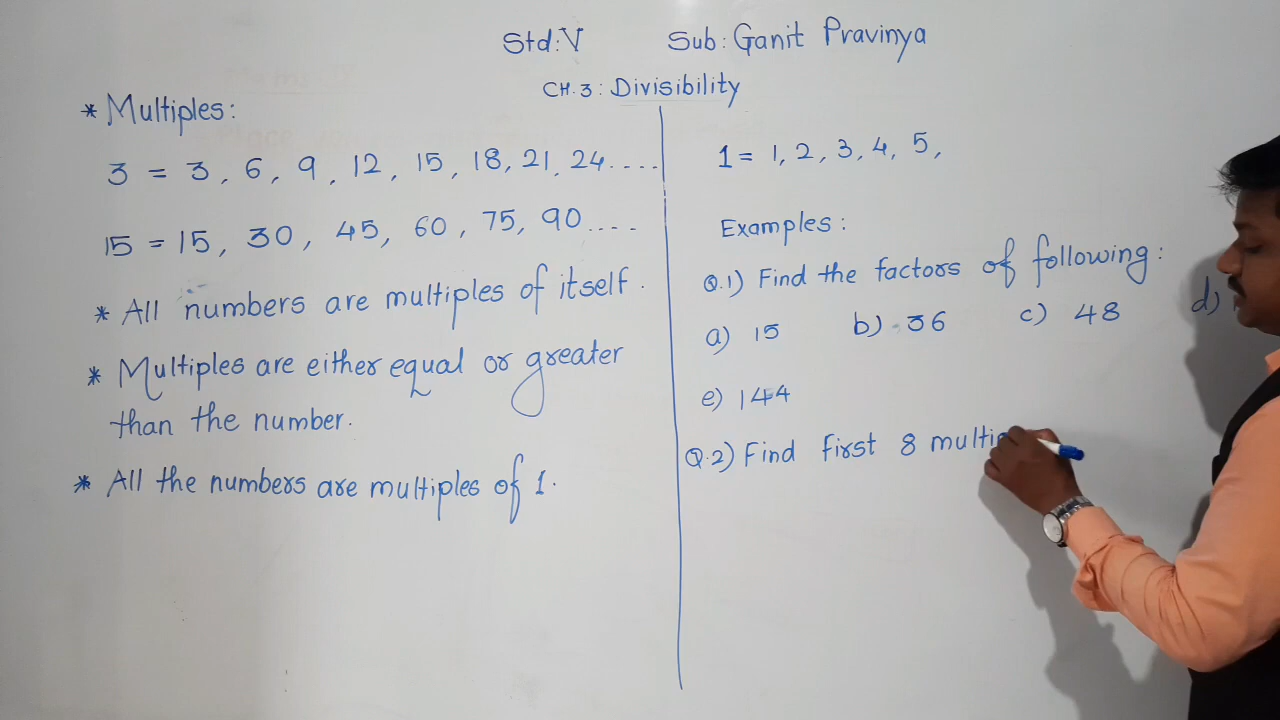 Std: V Sub: Ganit Pravinya
CH. 3 : Divisibility
* Multiples:
3 = 3, 6, 9, 12, 15, 18, 21, 24....
15 = 15, 30, 45, 60, 75, 90....
* All numbers are multiples of itself.
* Multiples are either equal or greater
than the number.
* All the numbers are multiples of 1.
1 = 1, 2, 3, 4, 5,
Examples:
Q.1) Find the factors of following:
a) 15 b) 36 c) 48 d)
e) 144
Q.2) Find first 8